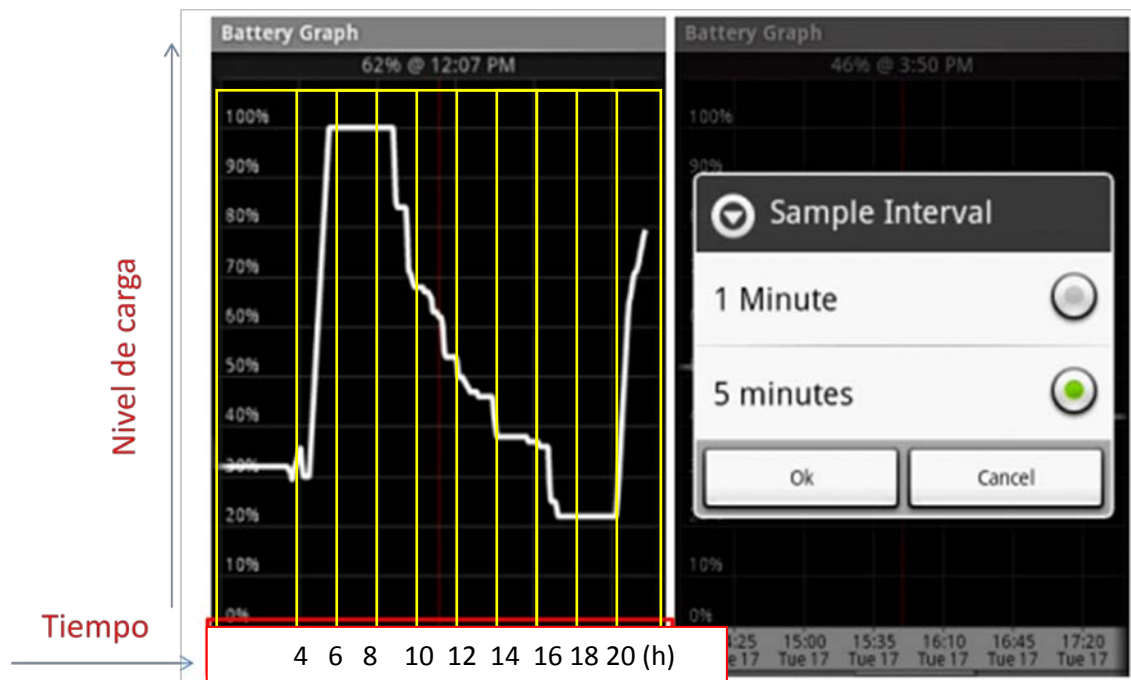 Nivel de carga
Tiempo
Battery Graph
62% @ 12:07 PM
100%
90%
80%
70%
60%
50%
40%
30%
20%
10%
0%
4 6 8 10 12 14 16 18 20 (h)
Battery Graph
46% @ 3:50 PM
100%
90%
Sample Interval
1 Minute
5 minutes
Ok
Cancel
10%
0%
15:00 15:35 16:10 16:45 17:20
Tue 17 Tue 17 Tue 17 Tue 17 Tue 17